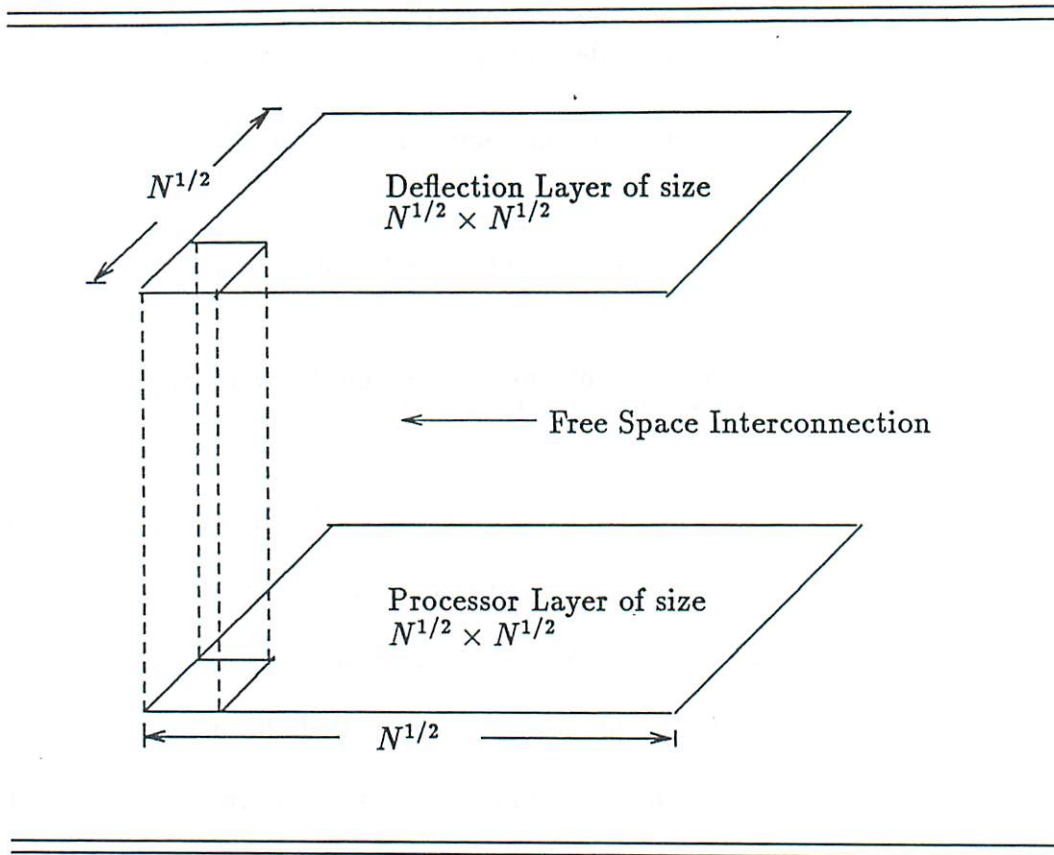 N^{1/2}
Deflection Layer of size
N^{1/2} × N^{1/2}
Free Space Interconnection
Processor Layer of size
N^{1/2} × N^{1/2}
N^{1/2}